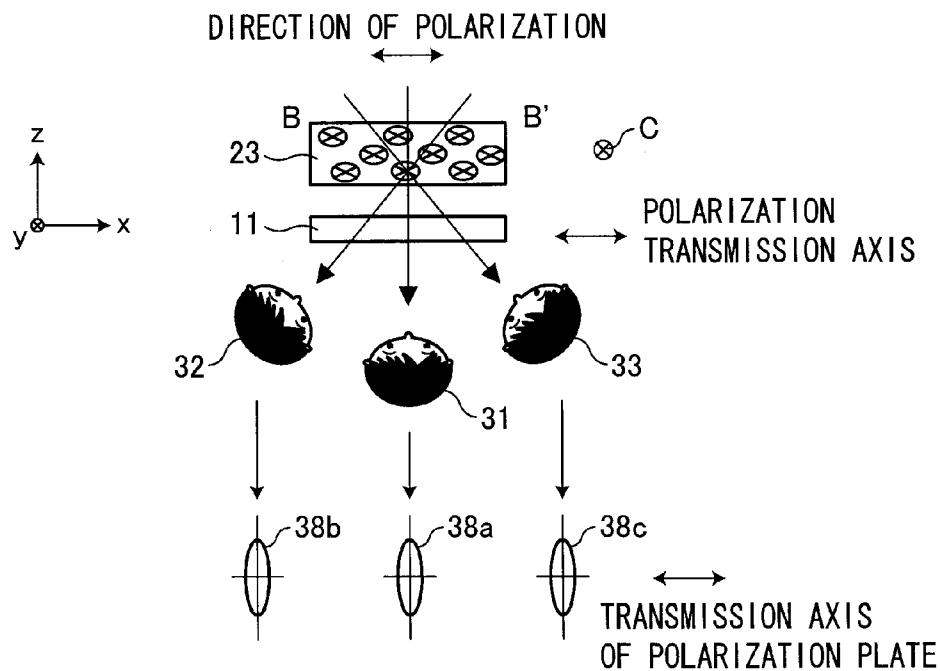 DIRECTION OF POLARIZATION
B B'
C
z
23
y x
11
POLARIZATION
TRANSMISSION AXIS
32
33
31
38b 38a 38c
TRANSMISSION AXIS
OF POLARIZATION PLATE